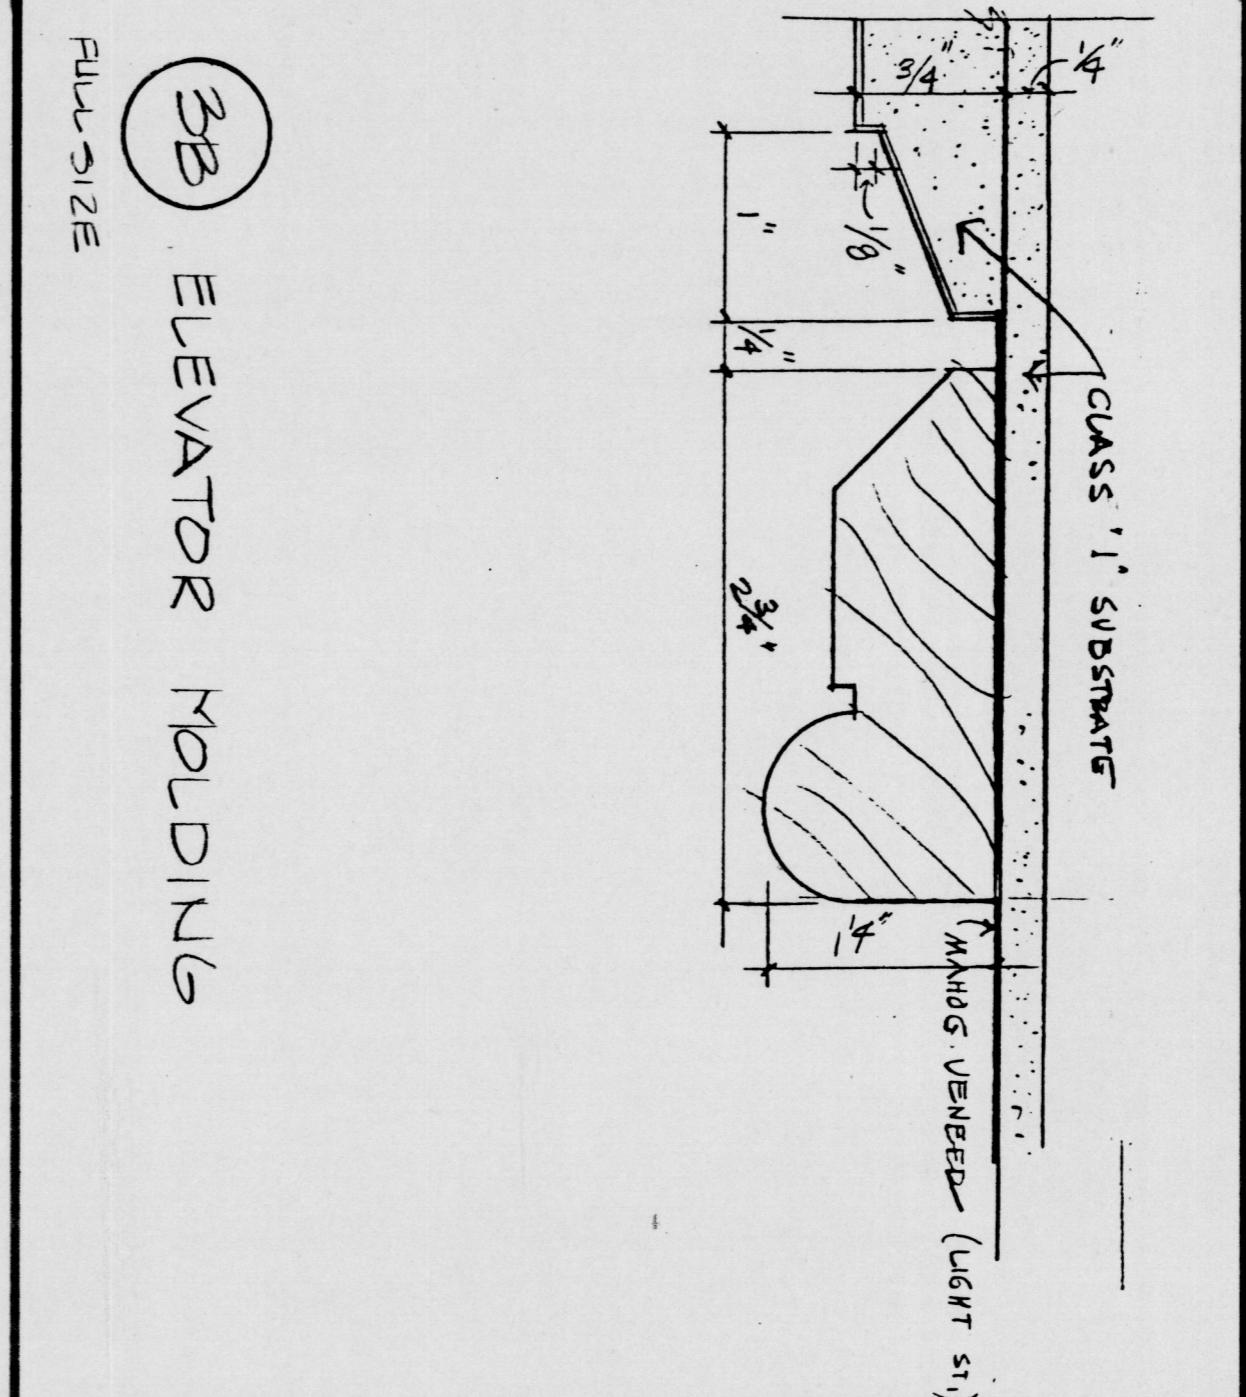 1/4"
3/4"
1/8"
1"
1/4"
2 3/4"
1 1/4"
CLASS '1' SUBSTRATE
MAHOG. VENEER (LIGHT ST.)
3B ELEVATOR MOLDING
FULL SIZE